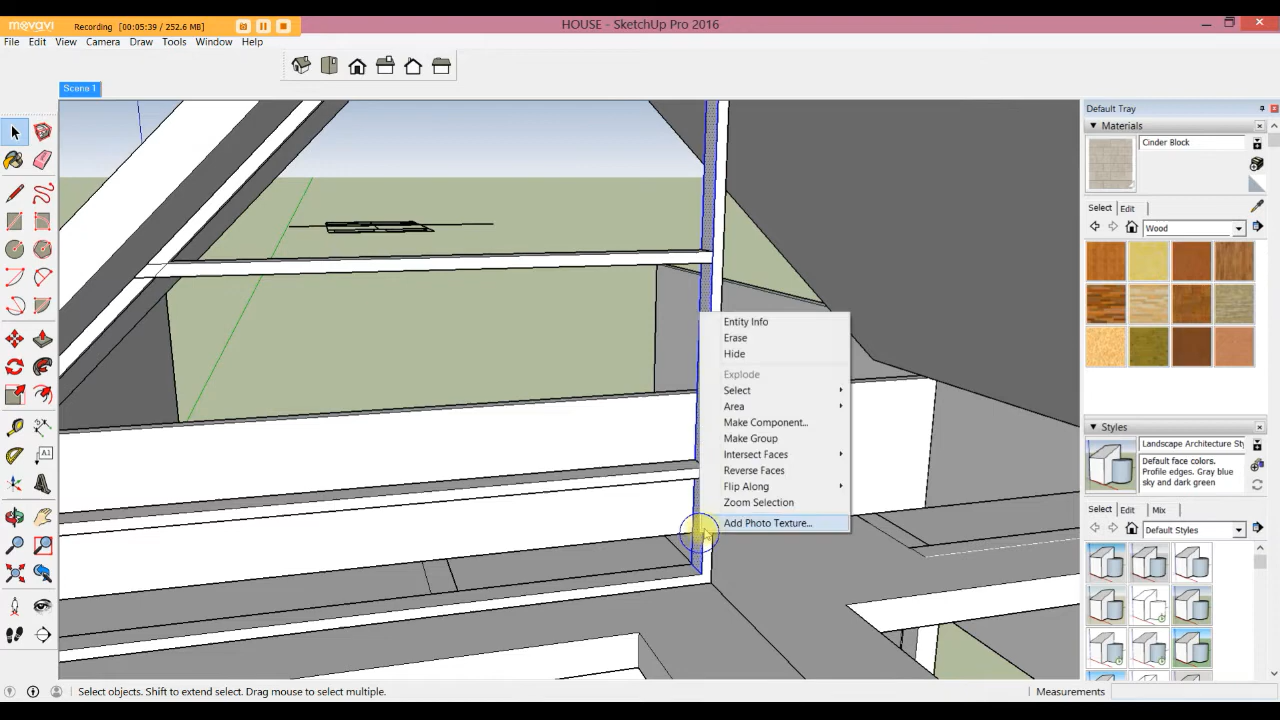 movavi
Recording [00:05:39 / 252.6 MB]
HOUSE - SketchUp Pro 2016
File Edit View Camera Draw Tools Window Help
Scene 1
Default Tray
Materials
Cinder Block
Select Edit
Wood
Entity Info
Erase
Hide
Explode
Select
Area
Make Component...
Make Group
Intersect Faces
Reverse Faces
Flip Along
Zoom Selection
Add Photo Texture...
Styles
Landscape Architecture Sty
Default face colors.
Profile edges. Gray blue
sky and dark green
Select Edit Mix
Default Styles
A1
Select objects. Shift to extend select. Drag mouse to select multiple.
Measurements